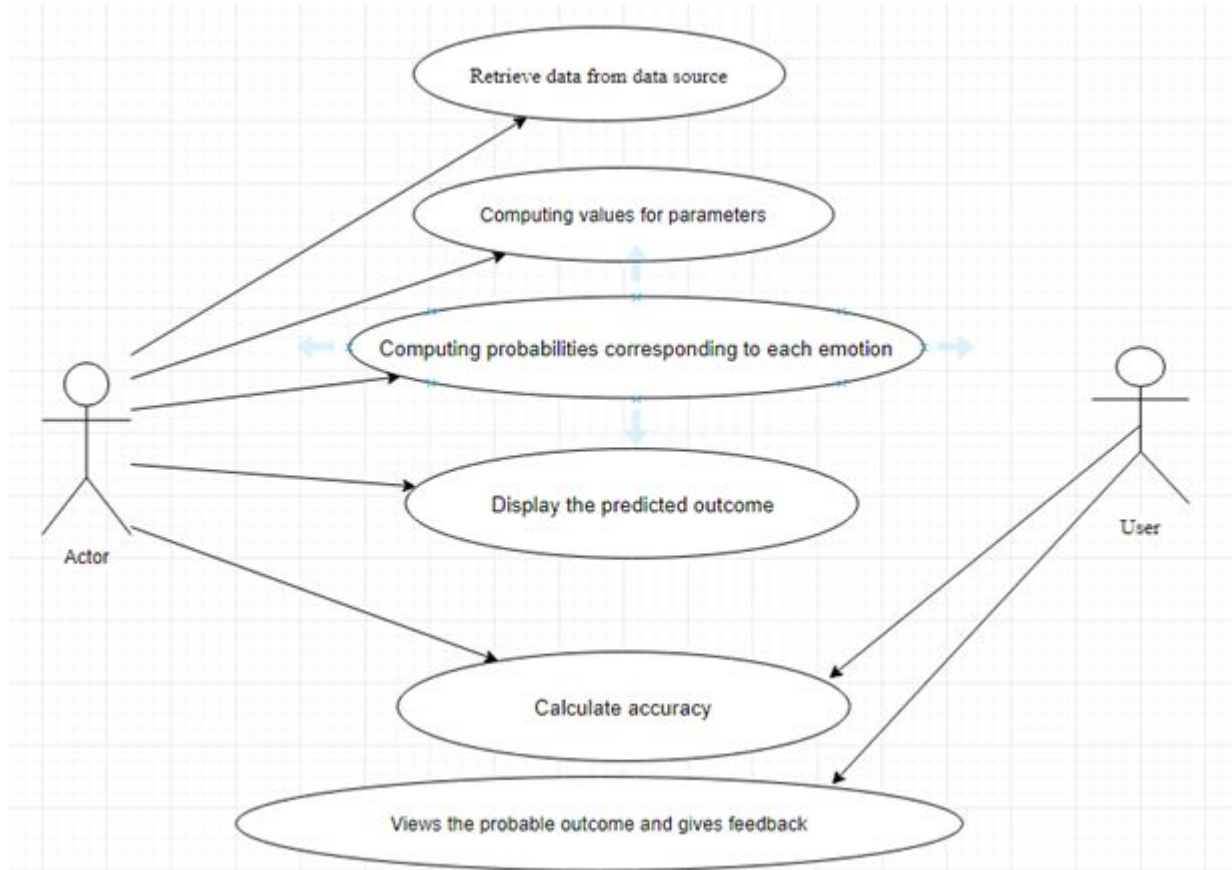 Retrieve data from data source
Computing values for parameters
Computing probabilities corresponding to each emotion
Display the predicted outcome
Actor
User
Calculate accuracy
Views the probable outcome and gives feedback